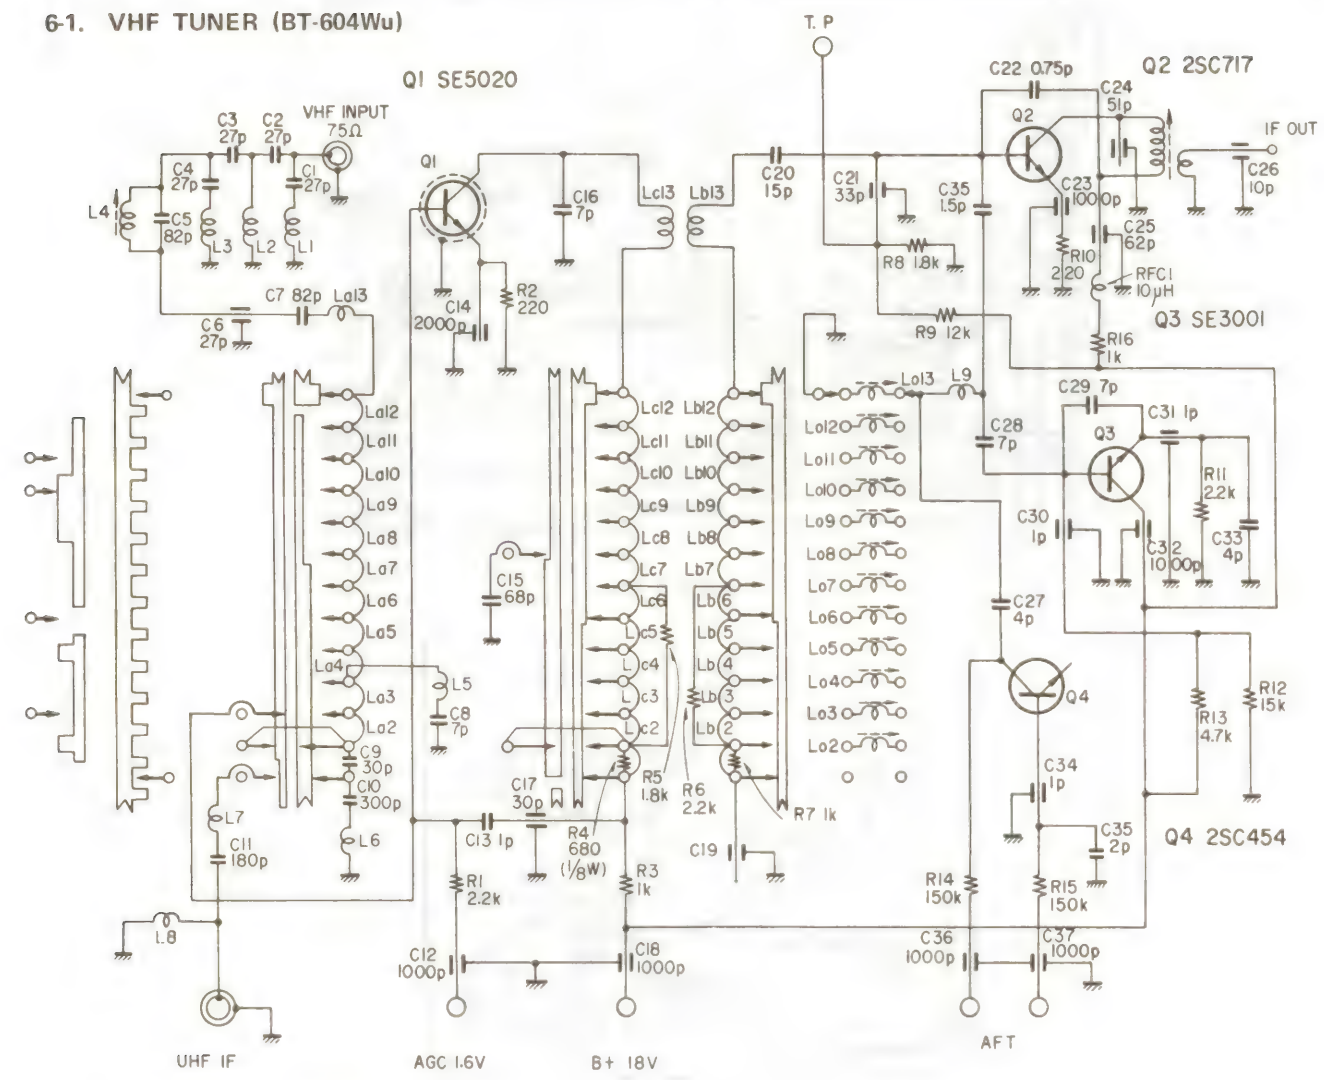 6-1. VHF TUNER (BT-604Wu)
T. P
Q1 SE5020
C22 0.75p
Q2 2SC717
C24
51p
VHF INPUT
75Ω
C3
27p
C2
27p
Q2
IF OUT
C4
27p
C1
27p
Q1
C20
15p
C21
33p
C35
1.5p
C23
1000p
C26
10p
Lc13
Lb13
C16
7p
L4
C5
82p
L3
L2
L1
C25
62p
R8 1.8k
R10
220
RFC1
10μH
C7 82p
La13
C14
2000p
R2
220
C6
27p
R9 12k
Q3 SE3001
R16
1k
Lo13
L9
C29 7p
La12
Lc12
Lb12
Lo12
C28
7p
C31 1p
Q3
La11
Lc11
Lb11
Lo11
La10
Lc10
Lb10
Lo10
R11
2.2k
La9
Lc9
Lb9
Lo9
C30
1p
La8
Lc8
Lb8
Lo8
C32
1000p
C33
4p
La7
Lc7
Lb7
Lo7
C15
68p
La6
Lc6
Lb6
Lo6
C27
4p
La5
Lc5
Lb5
Lo5
La4
Lc4
Lb4
Lo4
L5
Q4
R12
15k
La3
Lc3
Lb3
Lo3
C8
7p
R13
4.7k
La2
Lc2
Lb2
Lo2
C9
30p
C10
300p
C17
30p
R5
1.8k
R6
2.2k
C34
1p
L7
R7 1k
C11
180p
L6
C13 1p
R4
680
(1/8W)
C19
C35
2p
Q4 2SC454
R1
2.2k
R3
1k
R14
150k
R15
150k
L8
C12
1000p
C18
1000p
C36
1000p
C37
1000p
AFT
UHF IF
AGC 1.6V
B+ 18V